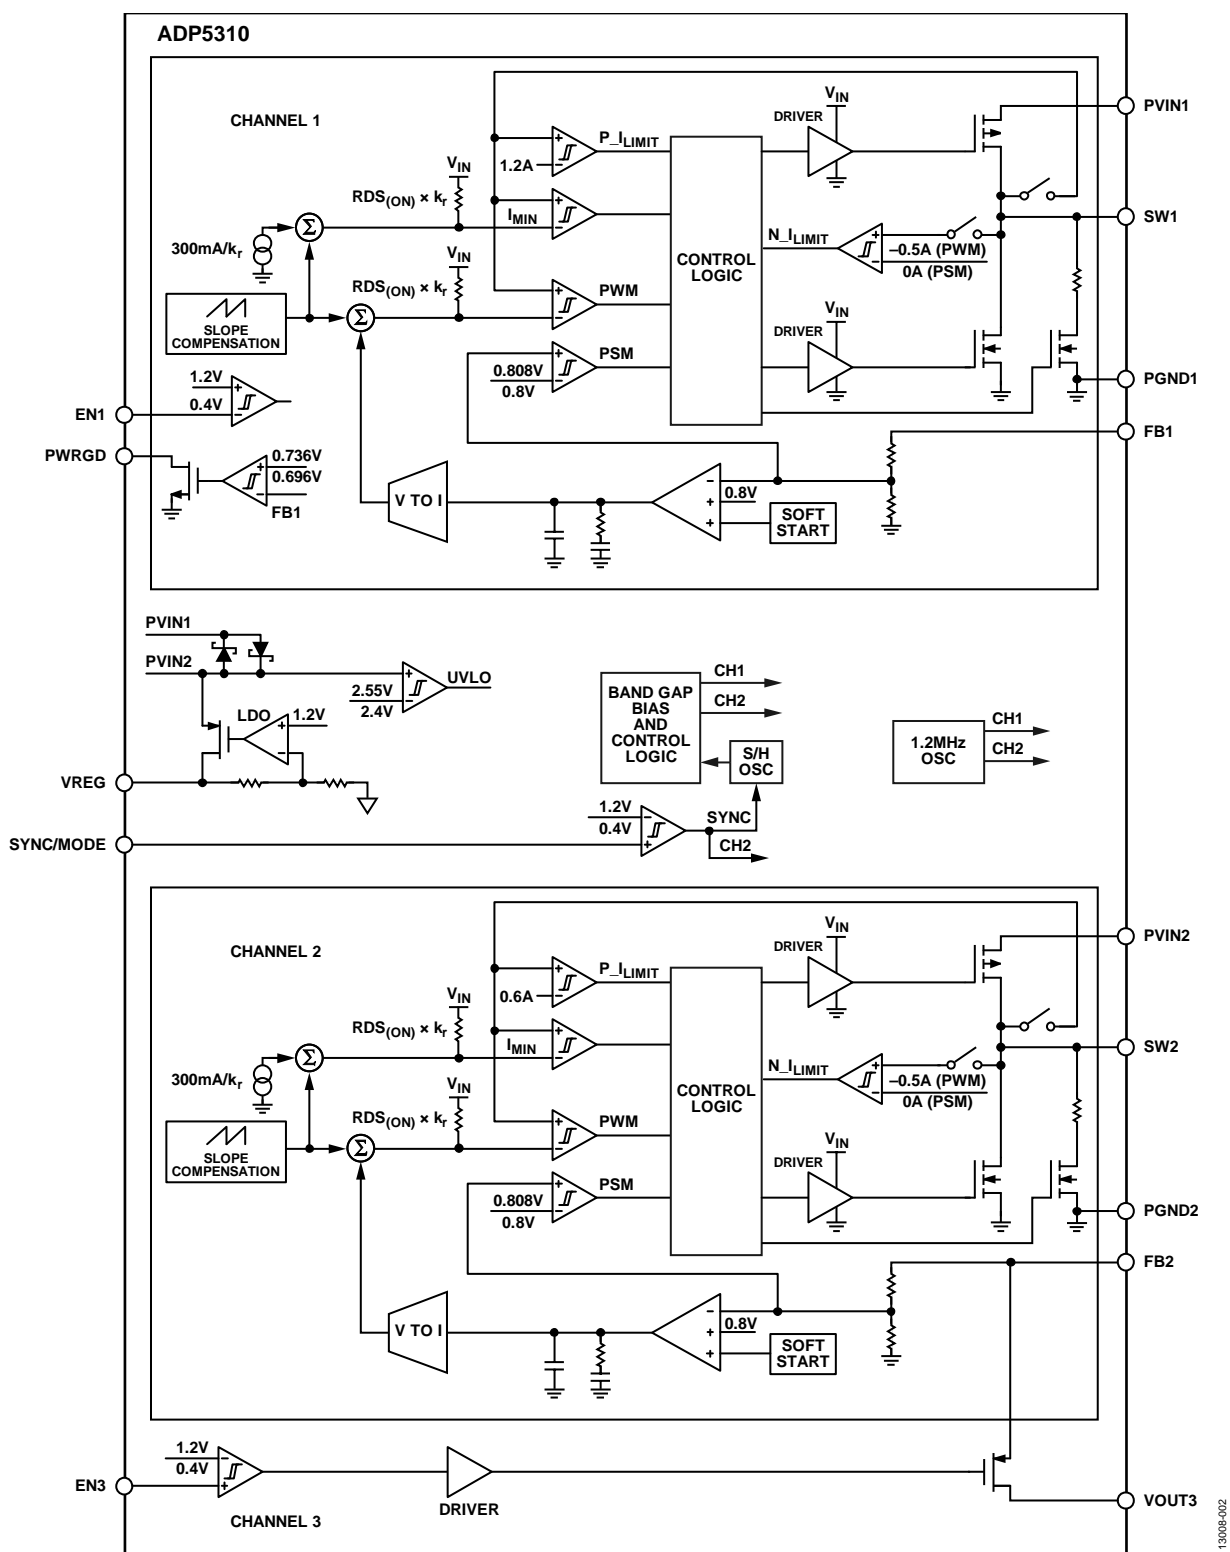 ADP5310
CHANNEL 1
PVIN1
VIN
DRIVER
P_ILIMIT
1.2A
VIN
RDS(ON) × kr
IMIN
Σ
300mA/kr
SW1
N_ILIMIT
–0.5A (PWM)
0A (PSM)
CONTROL
LOGIC
VIN
RDS(ON) × kr
PWM
Σ
SLOPE
COMPENSATION
VIN
DRIVER
PSM
0.808V
0.8V
1.2V
0.4V
EN1
PGND1
FB1
PWRGD
0.736V
0.696V
FB1
V TO I
0.8V
SOFT
START
PVIN1
PVIN2
UVLO
2.55V
2.4V
LDO
1.2V
VREG
BAND GAP
BIAS
AND
CONTROL
LOGIC
CH1
CH2
S/H
OSC
1.2MHz
OSC
CH1
CH2
1.2V
0.4V
SYNC
CH2
SYNC/MODE
CHANNEL 2
PVIN2
VIN
DRIVER
P_ILIMIT
0.6A
VIN
RDS(ON) × kr
IMIN
Σ
300mA/kr
SW2
N_ILIMIT
–0.5A (PWM)
0A (PSM)
CONTROL
LOGIC
VIN
RDS(ON) × kr
PWM
Σ
SLOPE
COMPENSATION
VIN
DRIVER
PSM
0.808V
0.8V
PGND2
FB2
V TO I
0.8V
SOFT
START
1.2V
0.4V
EN3
DRIVER
VOUT3
CHANNEL 3
13008-002